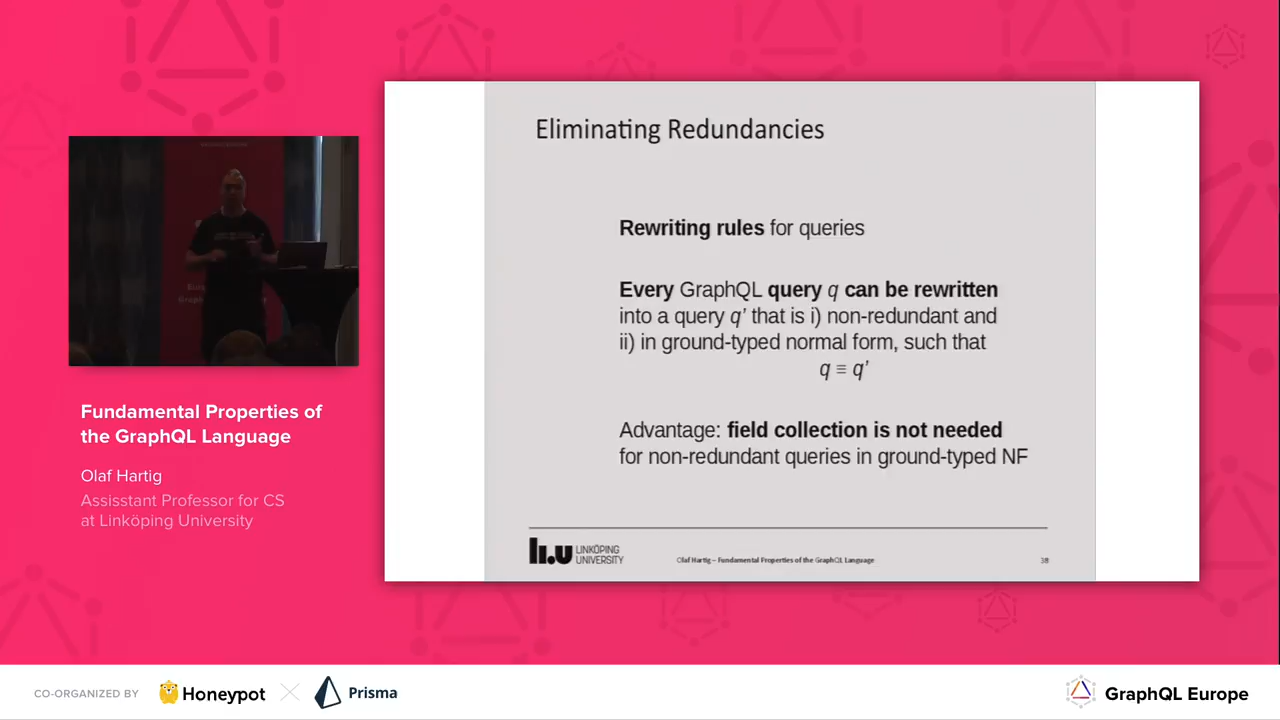 Eliminating Redundancies
Rewriting rules for queries
Every GraphQL query q can be rewritten
into a query q' that is i) non-redundant and
ii) in ground-typed normal form, such that
q ≡ q'
Advantage: field collection is not needed
for non-redundant queries in ground-typed NF
li.u LINKÖPING
UNIVERSITY
Olaf Hartig – Fundamental Properties of the GraphQL Language
38
Fundamental Properties of
the GraphQL Language
Olaf Hartig
Assisstant Professor for CS
at Linköping University
CO-ORGANIZED BY
Honeypot
Prisma
GraphQL Europe